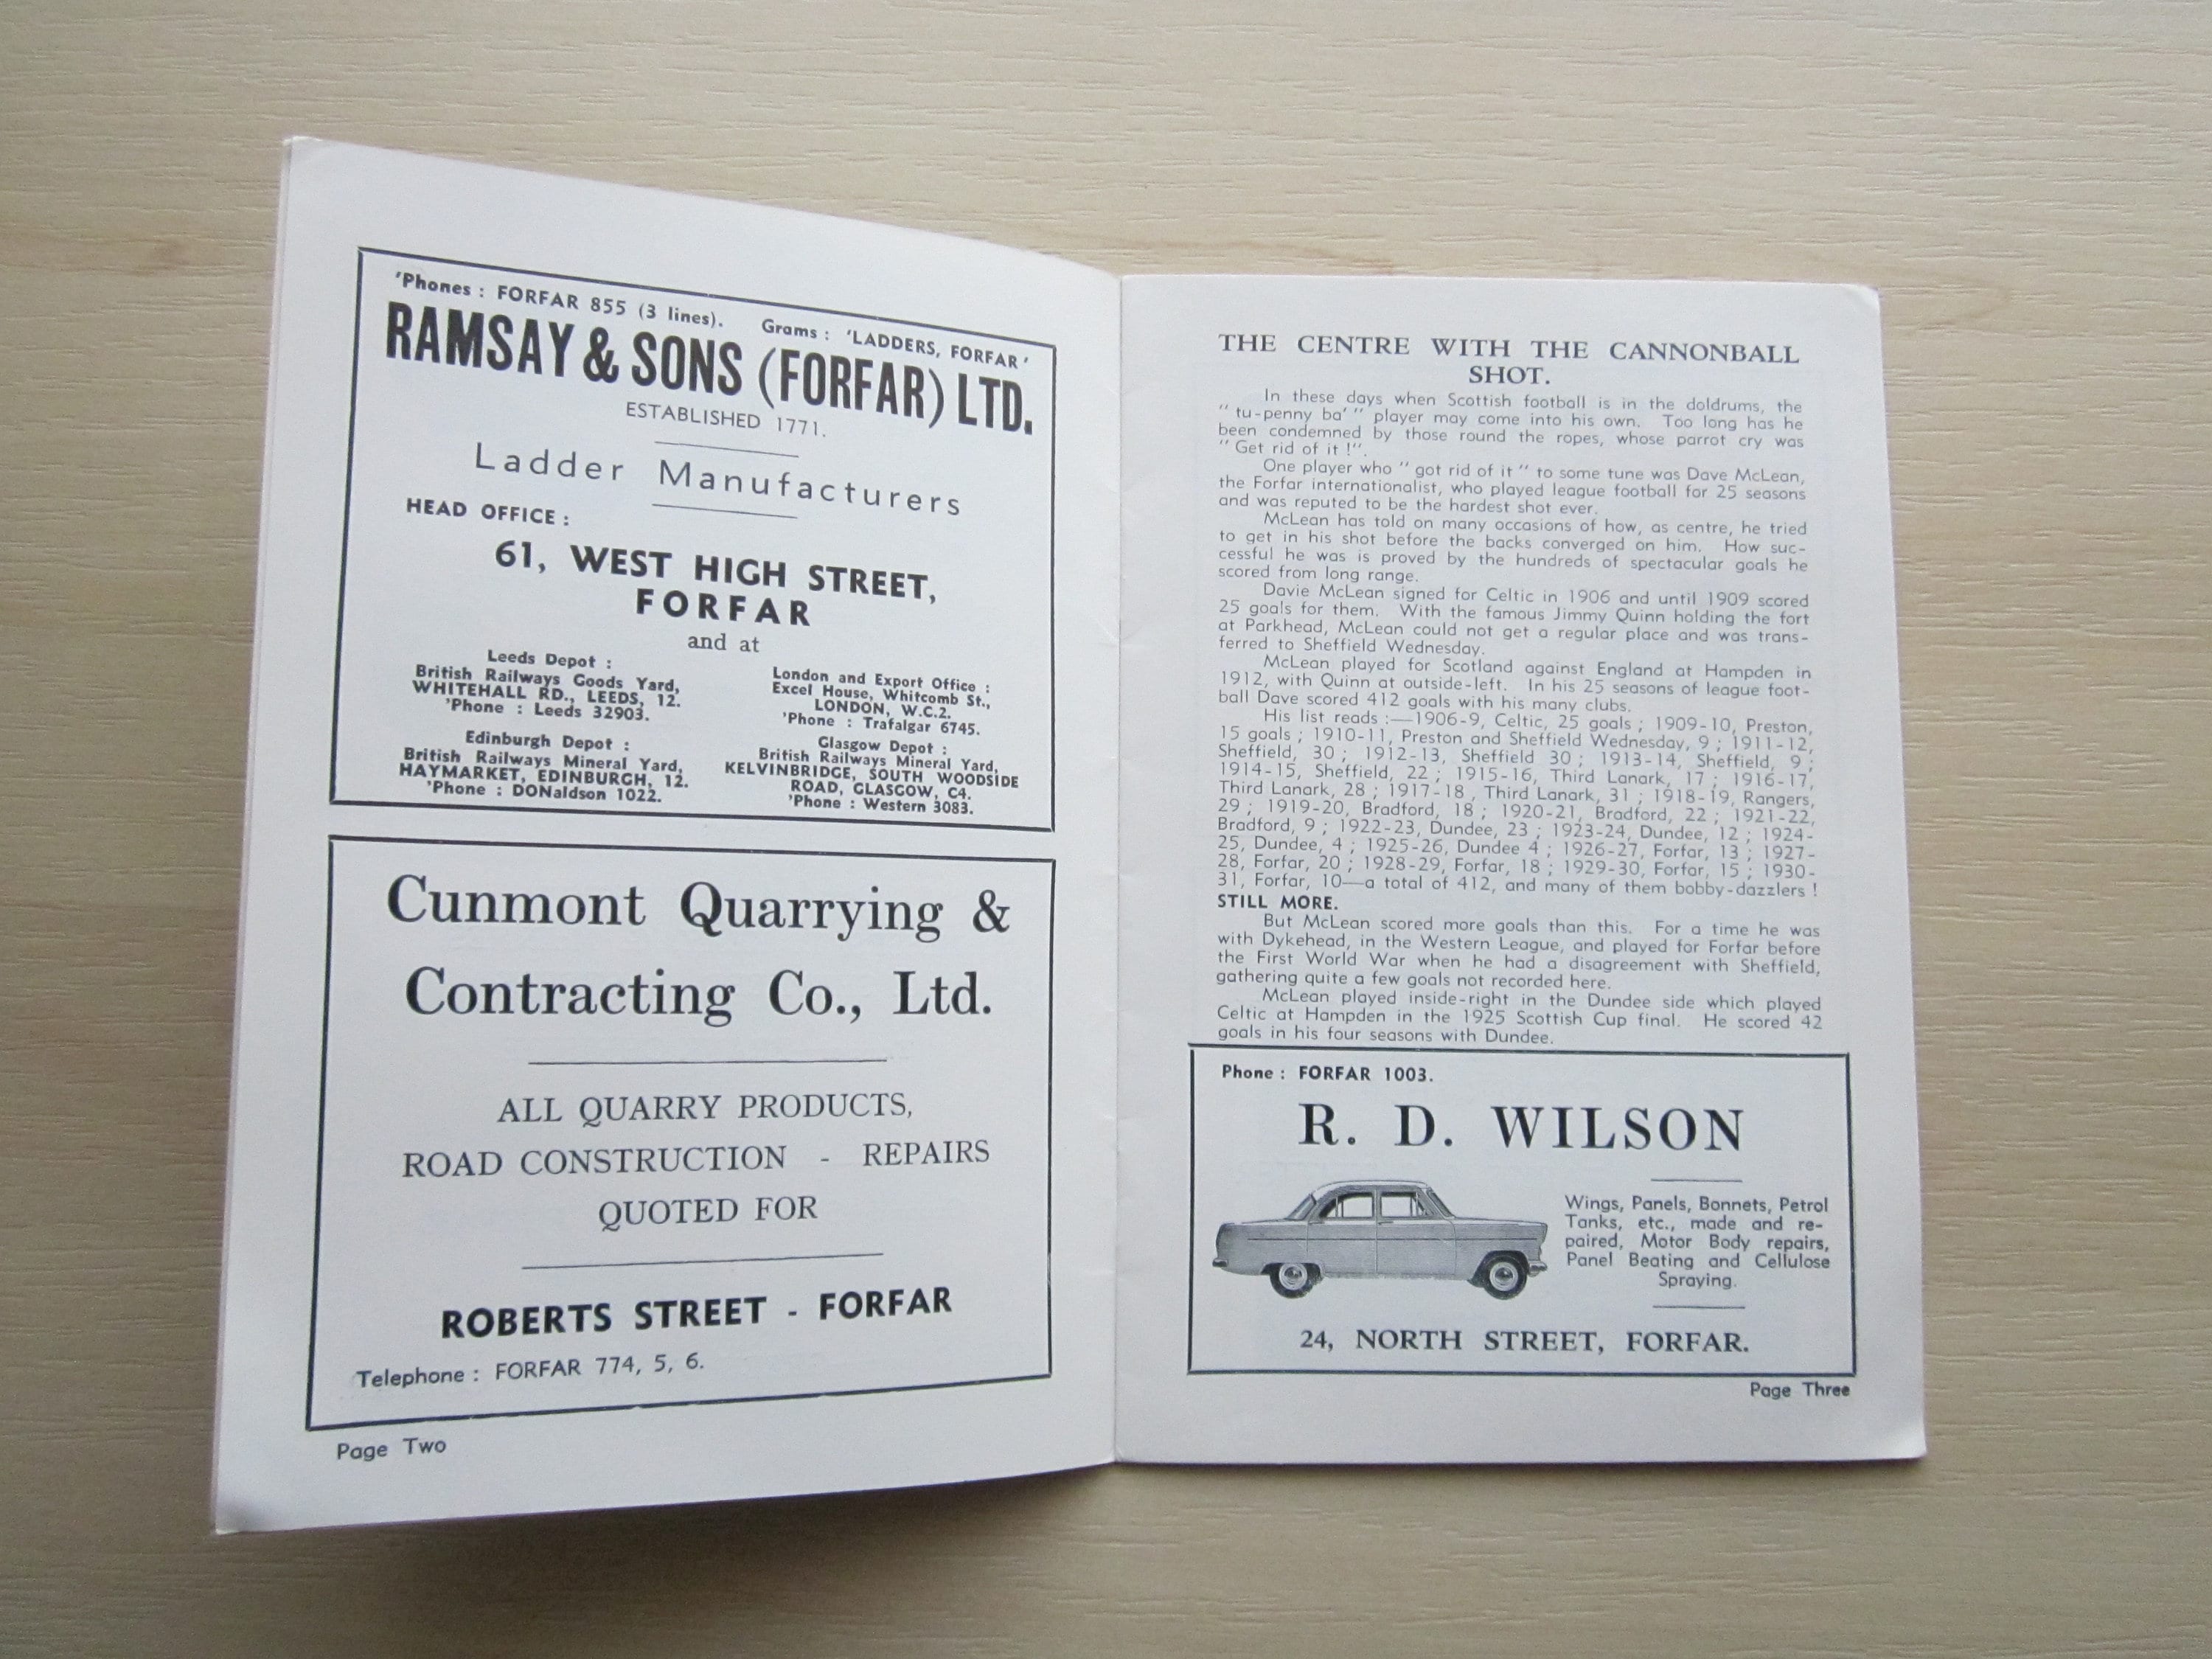 'Phones : FORFAR 855 (3 lines). Grams : 'LADDERS, FORFAR'
RAMSAY & SONS (FORFAR) LTD.
ESTABLISHED 1771.
Ladder Manufacturers
HEAD OFFICE :
61, WEST HIGH STREET,
FORFAR
and at
Leeds Depot :
British Railways Goods Yard,
WHITEHALL RD., LEEDS, 12.
'Phone : Leeds 32903.
London and Export Office :
Excel House, Whitcomb St.,
LONDON, W.C.2.
'Phone : Trafalgar 6745.
Edinburgh Depot :
British Railways Mineral Yard,
HAYMARKET, EDINBURGH, 12.
'Phone : DONaldson 1022.
Glasgow Depot :
British Railways Mineral Yard,
KELVINBRIDGE, SOUTH WOODSIDE
ROAD, GLASGOW, C4.
'Phone : Western 3083.
Cunmont Quarrying &
Contracting Co., Ltd.
ALL QUARRY PRODUCTS,
ROAD CONSTRUCTION - REPAIRS
QUOTED FOR
ROBERTS STREET - FORFAR
Telephone : FORFAR 774, 5, 6.
Page Two
THE CENTRE WITH THE CANNONBALL
SHOT.
In these days when Scottish football is in the doldrums, the
" tu-penny ba' " player may come into his own. Too long has he
been condemned by those round the ropes, whose parrot cry was
" Get rid of it !".
One player who " got rid of it " to some tune was Dave McLean,
the Forfar internationalist, who played league football for 25 seasons
and was reputed to be the hardest shot ever.
McLean has told on many occasions of how, as centre, he tried
to get in his shot before the backs converged on him. How suc-
cessful he was is proved by the hundreds of spectacular goals he
scored from long range.
Davie McLean signed for Celtic in 1906 and until 1909 scored
25 goals for them. With the famous Jimmy Quinn holding the fort
at Parkhead, McLean could not get a regular place and was trans-
ferred to Sheffield Wednesday.
McLean played for Scotland against England at Hampden in
1912, with Quinn at outside-left. In his 25 seasons of league foot-
ball Dave scored 412 goals with his many clubs.
His list reads :—1906-9, Celtic, 25 goals ; 1909-10, Preston,
15 goals ; 1910-11, Preston and Sheffield Wednesday, 9 ; 1911-12,
Sheffield, 30 ; 1912-13, Sheffield 30 ; 1913-14, Sheffield, 9 ;
1914-15, Sheffield, 22 ; 1915-16, Third Lanark, 17 ; 1916-17,
Third Lanark, 28 ; 1917-18 , Third Lanark, 31 ; 1918-19, Rangers,
29 ; 1919-20, Bradford, 18 ; 1920-21, Bradford, 22 ; 1921-22,
Bradford, 9 ; 1922-23, Dundee, 23 ; 1923-24, Dundee, 12 ; 1924-
25, Dundee, 4 ; 1925-26, Dundee 4 ; 1926-27, Forfar, 13 ; 1927-
28, Forfar, 20 ; 1928-29, Forfar, 18 ; 1929-30, Forfar, 15 ; 1930-
31, Forfar, 10—a total of 412, and many of them bobby-dazzlers !
STILL MORE.
But McLean scored more goals than this. For a time he was
with Dykehead, in the Western League, and played for Forfar before
the First World War when he had a disagreement with Sheffield,
gathering quite a few goals not recorded here.
McLean played inside-right in the Dundee side which played
Celtic at Hampden in the 1925 Scottish Cup final. He scored 42
goals in his four seasons with Dundee.
Phone : FORFAR 1003.
R. D. WILSON
Wings, Panels, Bonnets, Petrol
Tanks, etc., made and re-
paired, Motor Body repairs,
Panel Beating and Cellulose
Spraying.
24, NORTH STREET, FORFAR.
Page Three